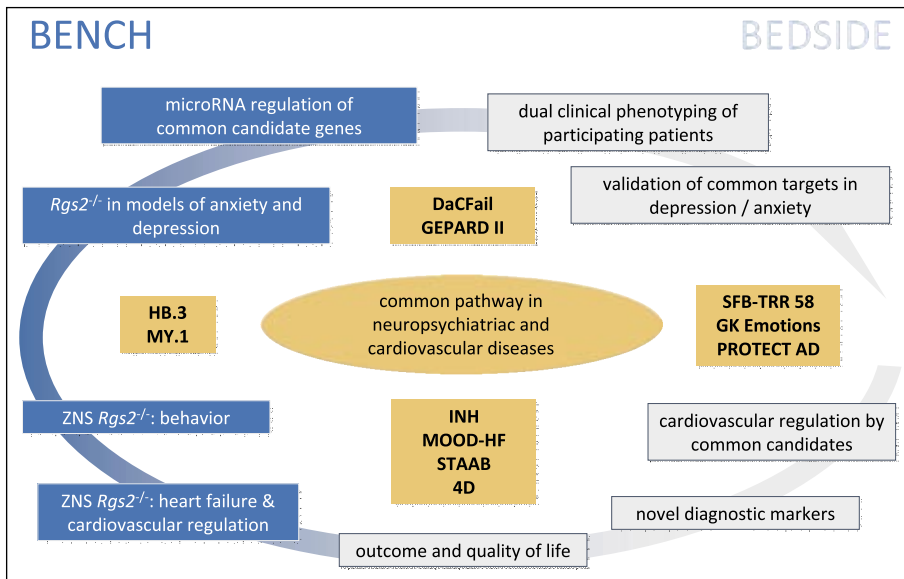 BENCH
BEDSIDE
microRNA regulation of
common candidate genes
dual clinical phenotyping of
participating patients
validation of common targets in
depression / anxiety
Rgs2-/- in models of anxiety and
depression
DaCFail
GEPARD II
HB.3
MY.1
common pathway in
neuropsychiatriac and
cardiovascular diseases
SFB-TRR 58
GK Emotions
PROTECT AD
ZNS Rgs2-/-: behavior
INH
MOOD-HF
STAAB
4D
cardiovascular regulation by
common candidates
ZNS Rgs2-/-: heart failure &
cardiovascular regulation
novel diagnostic markers
outcome and quality of life